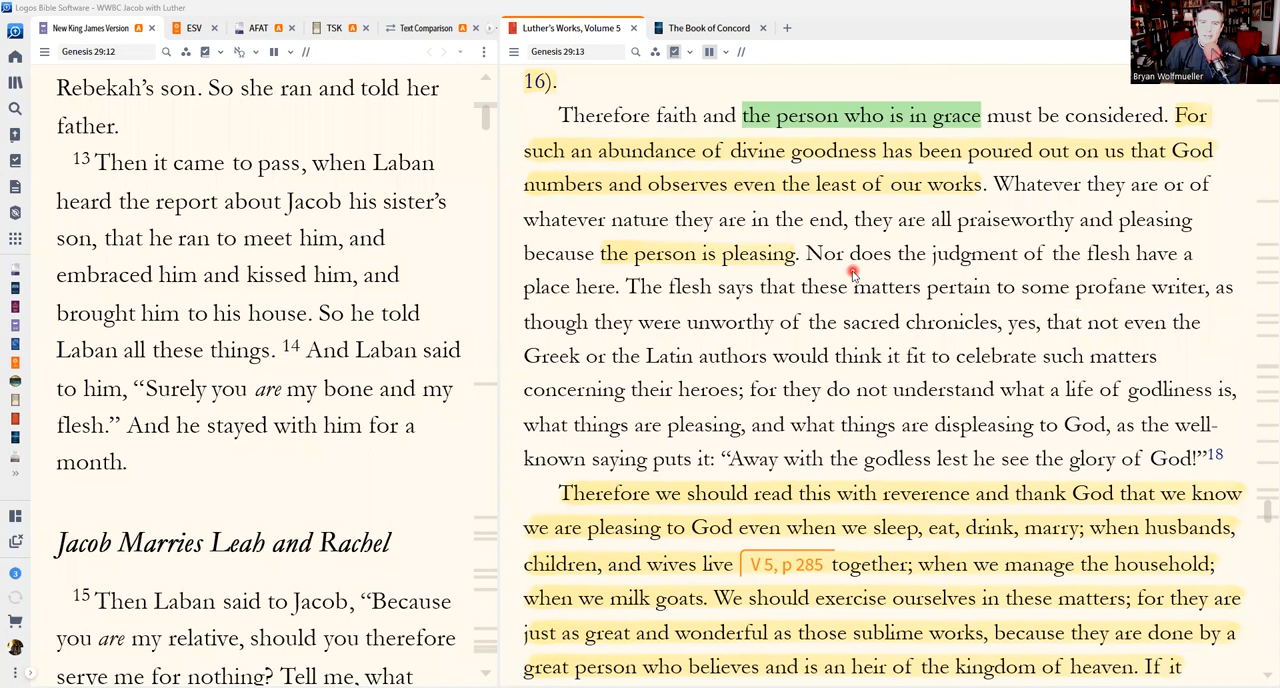 Logos Bible Software – WWBC Jacob with Luther
New King James Version A
ESV
AFAT A
TSK A
Text Comparison A
Luther's Works, Volume 5
The Book of Concord
Genesis 29:12
Genesis 29:13
Rebekah's son. So she ran and told her
father.
13 Then it came to pass, when Laban
heard the report about Jacob his sister's
son, that he ran to meet him, and
embraced him and kissed him, and
brought him to his house. So he told
Laban all these things. 14 And Laban said
to him, “Surely you are my bone and my
flesh.” And he stayed with him for a
month.
Jacob Marries Leah and Rachel
15 Then Laban said to Jacob, “Because
you are my relative, should you therefore
serve me for nothing? Tell me, what
16).
Therefore faith and the person who is in grace must be considered. For
such an abundance of divine goodness has been poured out on us that God
numbers and observes even the least of our works. Whatever they are or of
whatever nature they are in the end, they are all praiseworthy and pleasing
because the person is pleasing. Nor does the judgment of the flesh have a
place here. The flesh says that these matters pertain to some profane writer, as
though they were unworthy of the sacred chronicles, yes, that not even the
Greek or the Latin authors would think it fit to celebrate such matters
concerning their heroes; for they do not understand what a life of godliness is,
what things are pleasing, and what things are displeasing to God, as the well-
known saying puts it: “Away with the godless lest he see the glory of God!”18
Therefore we should read this with reverence and thank God that we know
we are pleasing to God even when we sleep, eat, drink, marry; when husbands,
children, and wives live V 5, p 285 together; when we manage the household;
when we milk goats. We should exercise ourselves in these matters; for they are
just as great and wonderful as those sublime works, because they are done by a
great person who believes and is an heir of the kingdom of heaven. If it
3
Bryan Wolfmueller